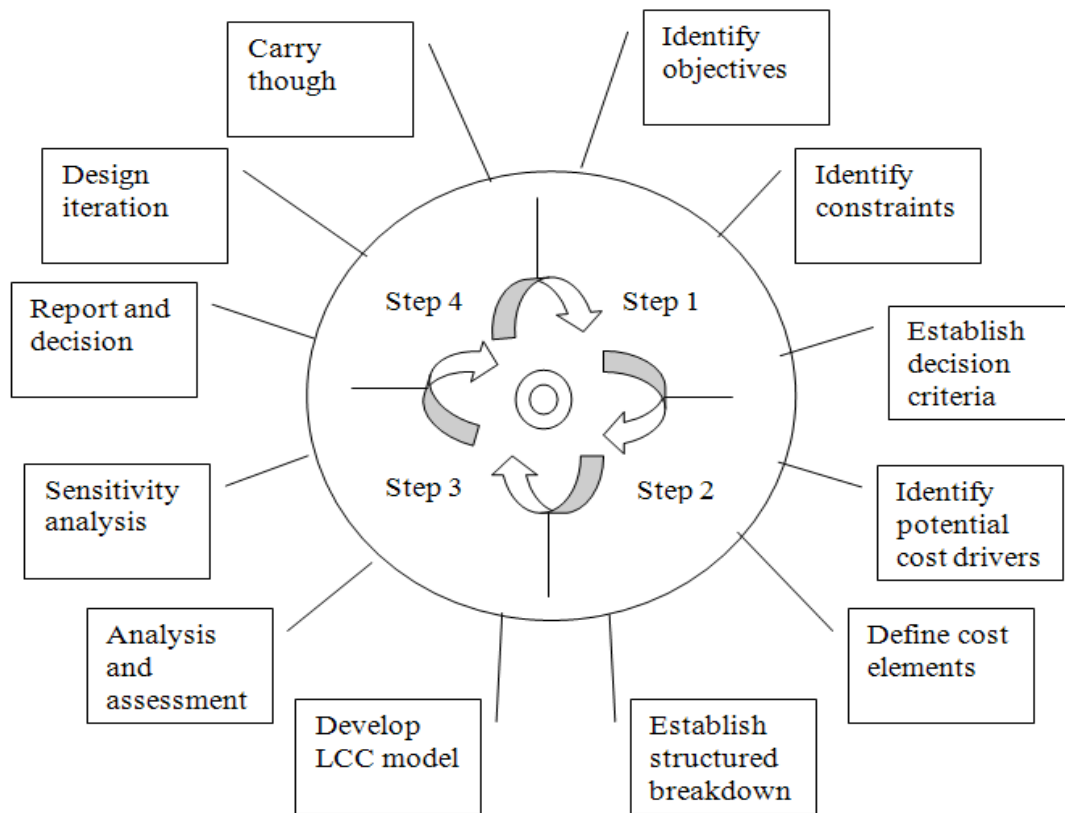 Carry
though
Identify
objectives
Design
iteration
Identify
constraints
Report and
decision
Step 4
Step 1
Establish
decision
criteria
Sensitivity
analysis
Step 3
Step 2
Identify
potential
cost drivers
Analysis
and
assessment
Define cost
elements
Develop
LCC model
Establish
structured
breakdown